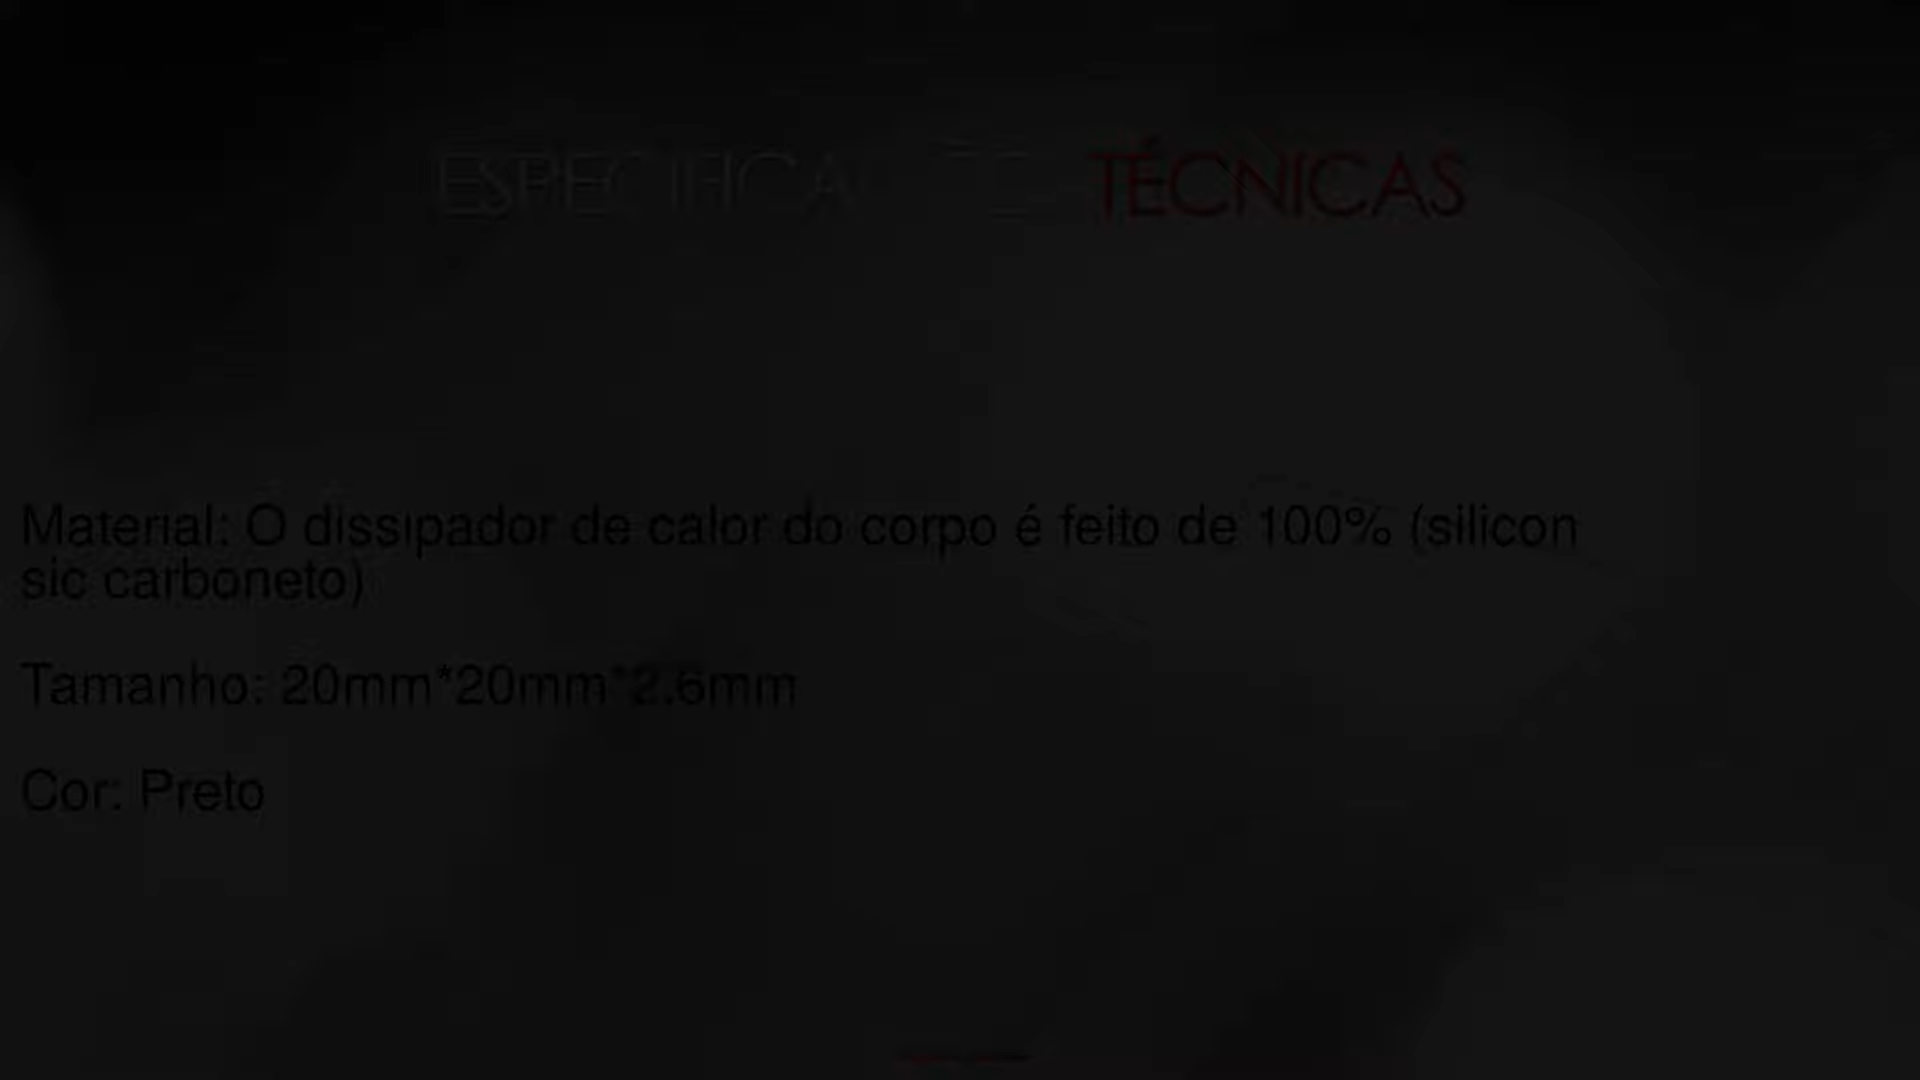 TÉCNICAS
Material: O dissipador de calor do corpo é feito de 100% (silicon
sic carboneto)
Tamanho: 20mm*20mm*2.6mm
Cor: Preto